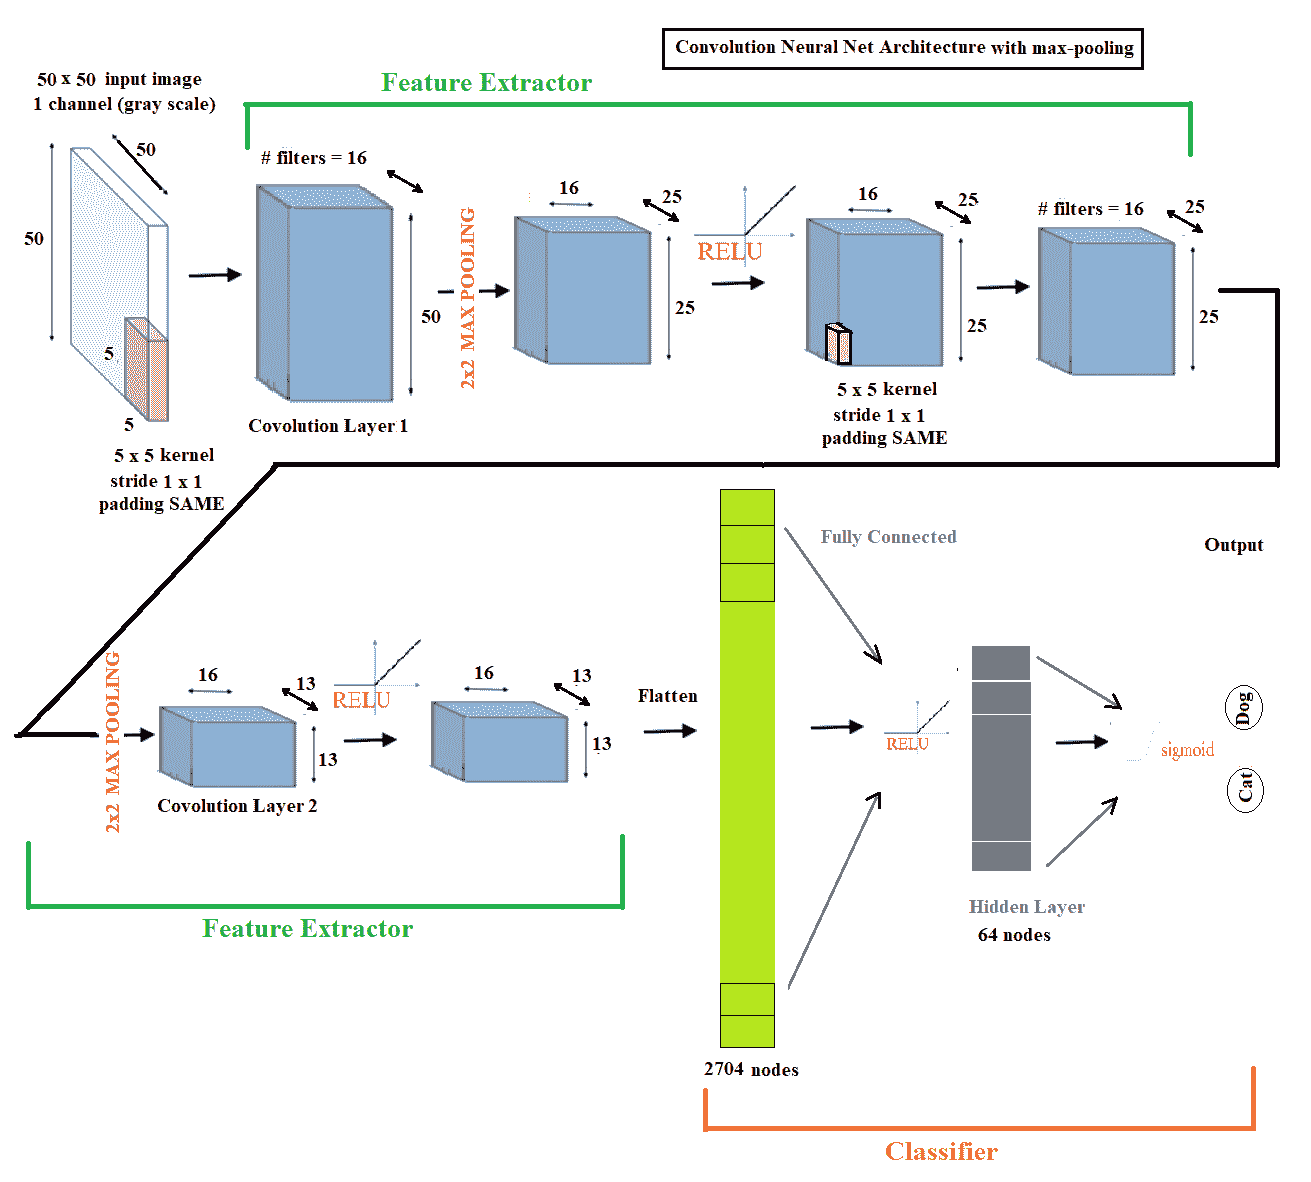 Convolution Neural Net Architecture with max-pooling
Feature Extractor
50 x 50 input image
1 channel (gray scale)
50
50
5
5
5 x 5 kernel
stride 1 x 1
padding SAME
# filters = 16
50
Covolution Layer 1
2x2 MAX POOLING
16
25
25
RELU
16
25
25
5 x 5 kernel
stride 1 x 1
padding SAME
# filters = 16
25
25
2x2 MAX POOLING
16
13
13
Covolution Layer 2
RELU
16
13
13
Feature Extractor
Flatten
2704 nodes
Fully Connected
RELU
Hidden Layer
64 nodes
sigmoid
Output
Dog
Cat
Classifier